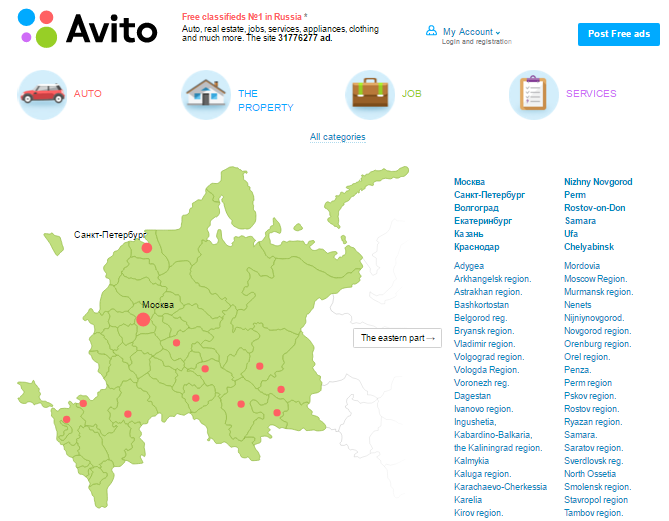 Avito
Free classifieds №1 in Russia *
Auto, real estate, jobs, services, appliances, clothing
and much more. The site 31776277 ad.
My Account
Login and registration
Post Free ads
AUTO
THE
PROPERTY
JOB
SERVICES
All categories
Санкт-Петербург
Москва
The eastern part →
Москва
Санкт-Петербург
Волгоград
Екатеринбург
Казань
Краснодар
Nizhny Novgorod
Perm
Rostov-on-Don
Samara
Ufa
Chelyabinsk
Adygea
Arkhangelsk region.
Astrakhan region.
Bashkortostan
Belgorod reg.
Bryansk region.
Vladimir region.
Volgograd region.
Vologda Region.
Voronezh reg.
Dagestan
Ivanovo region.
Ingushetia,
Kabardino-Balkaria,
the Kaliningrad region.
Kalmykia
Kaluga region.
Karachaevo-Cherkessia
Karelia
Kirov region.
Mordovia
Moscow Region.
Murmansk region.
Nenets
Nijniynovgorod.
Novgorod region.
Orenburg region.
Orel region.
Penza.
Perm region
Pskov region.
Rostov region.
Ryazan region.
Samara.
Saratov region.
Sverdlovsk reg.
North Ossetia
Smolensk region.
Stavropol region
Tambov region.